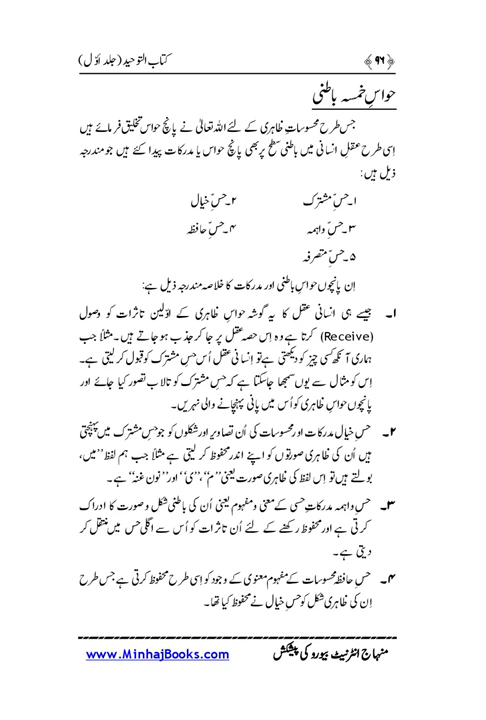 کتاب التوحید (جلد اوّل)
﴿ ۹۶ ﴾
حواسِ خمسہ باطنی
جس طرح محسوساتِ ظاہری کے لئے اللہ تعالیٰ نے پانچ حواس تخلیق فرمائے ہیں
اِسی طرح عقلِ انسانی میں باطنی سطح پر بھی پانچ حواس یا مدرکات پیدا کئے ہیں جو مندرجہ
ذیل ہیں:
۱۔ حسِّ مشترک ۲۔ حسِّ خیال
۳۔ حسِّ واہمہ ۴۔ حسِّ حافظہ
۵۔ حسِّ متصرفہ
اِن پانچوں حواسِ باطنی اور مدرکات کا خلاصہ مندرجہ ذیل ہے:
۱۔ جیسے ہی انسانی عقل کا یہ گوشہ حواسِ ظاہری کے اوّلین تاثرات کو وصول
(Receive) کرتا ہے وہ اِس حصہ عقل پر جا کر جذب ہو جاتے ہیں۔ مثلاً جب
ہماری آنکھ کسی چیز کو دیکھتی ہے تو اِنسانی عقل اُس حسِ مشترک کو قبول کر لیتی ہے۔
اِس کو مثال سے یوں سمجھا جاسکتا ہے کہ حسِ مشترک کو تالاب تصور کیا جائے اور
پانچوں حواسِ ظاہری کو اُس میں پانی پہنچانے والی نہریں۔
۲۔ حسِ خیال مدرکات اور محسوسات کی اُن تصاویر اور شکلوں کو جو حسِ مشترک میں پہنچتی
ہیں اُن کی ظاہری صورتوں کو اپنے اندر محفوظ کر لیتی ہے مثلاً جب ہم لفظ ’’میں‘‘
بولتے ہیں تو اِس لفظ کی ظاہری صورت یعنی ’’م‘‘، ’’ی‘‘ اور ’’نون غنہ‘‘ ہے۔
۳۔ حسِ واہمہ مدرکاتِ حسی کے معنی و مفہوم یعنی اُن کی باطنی شکل و صورت کا ادراک
کرتی ہے اور محفوظ رکھنے کے لئے اُن تاثرات کو اُس سے اگلی حس میں منتقل کر
دیتی ہے۔
۴۔ حسِ حافظہ محسوسات کے مفہومِ معنوی کے وجود کو اِسی طرح محفوظ کرتی ہے جس طرح
اِن کی ظاہری شکل کو حسِ خیال نے محفوظ کیا تھا۔
منہاج انٹرنیٹ بیورو کی پیشکش
www.MinhajBooks.com